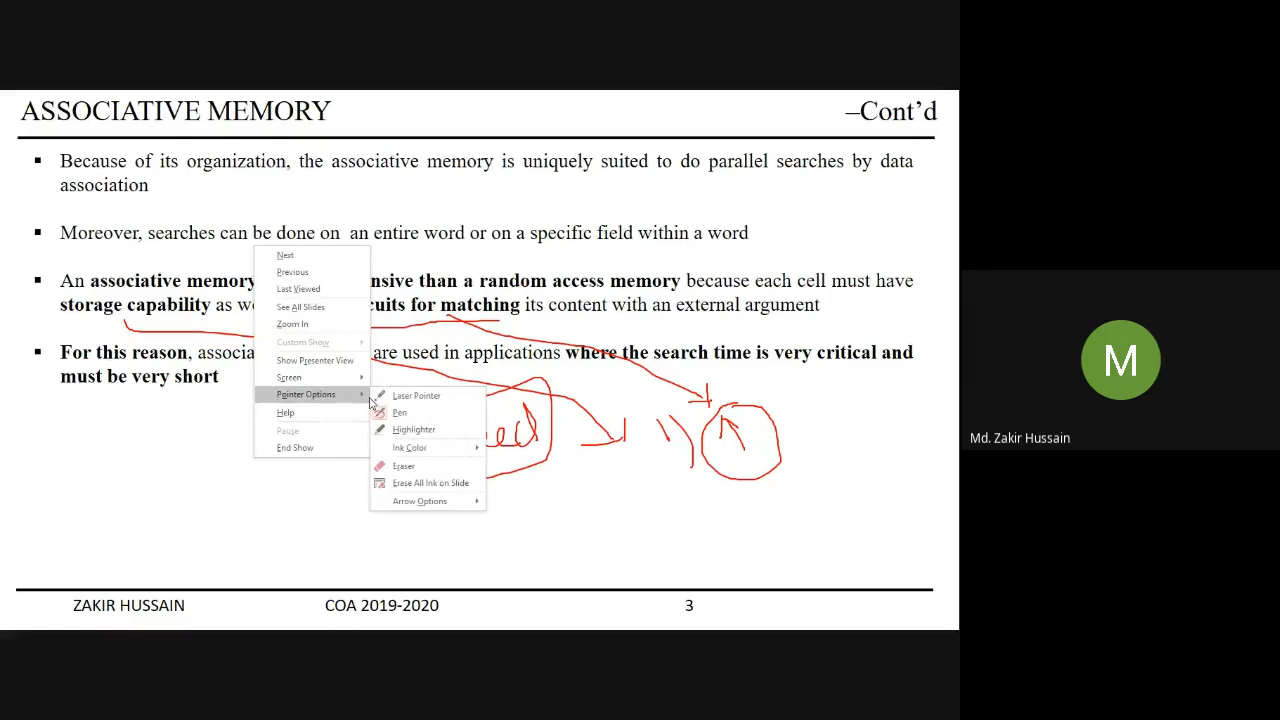 ASSOCIATIVE MEMORY –Cont’d
▪ Because of its organization, the associative memory is uniquely suited to do parallel searches by data
association
▪ Moreover, searches can be done on an entire word or on a specific field within a word
Next
▪ An associative memory nsive than a random access memory because each cell must have
Previous
Last Viewed
storage capability as we cuits for matching its content with an external argument
See All Slides
Zoom In
Custom Show
▪ For this reason, associa are used in applications where the search time is very critical and
Show Presenter View
must be very short
Screen
Pointer Options
Help
Pause
End Show
Laser Pointer
Pen
Highlighter
Ink Color
Eraser
Erase All Ink on Slide
Arrow Options
M
Md. Zakir Hussain
ZAKIR HUSSAIN COA 2019-2020 3